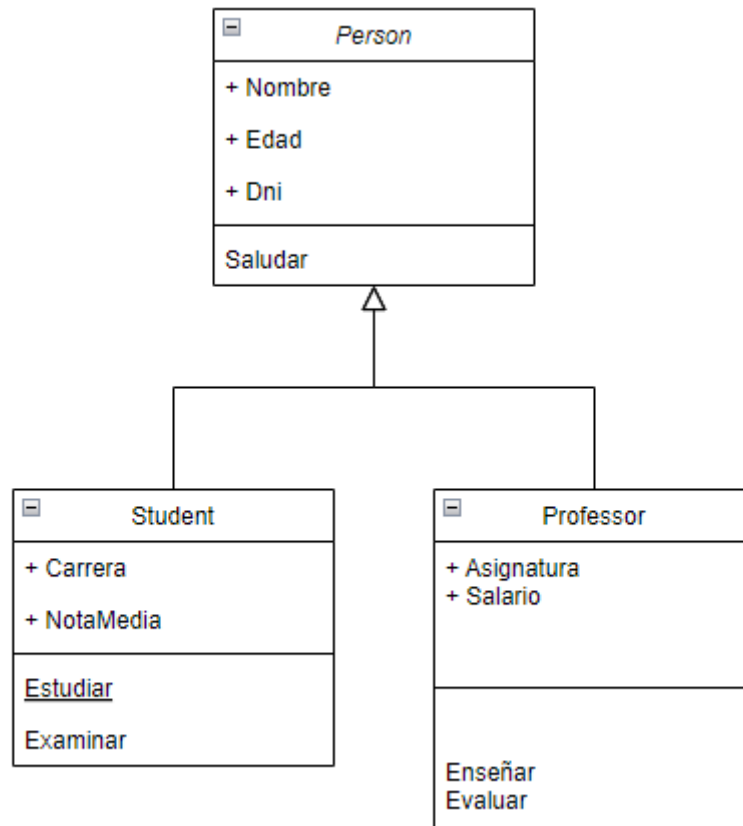 Person
+ Nombre
+ Edad
+ Dni
Saludar
Student
+ Carrera
+ NotaMedia
Estudiar
Examinar
Professor
+ Asignatura
+ Salario
Enseñar
Evaluar